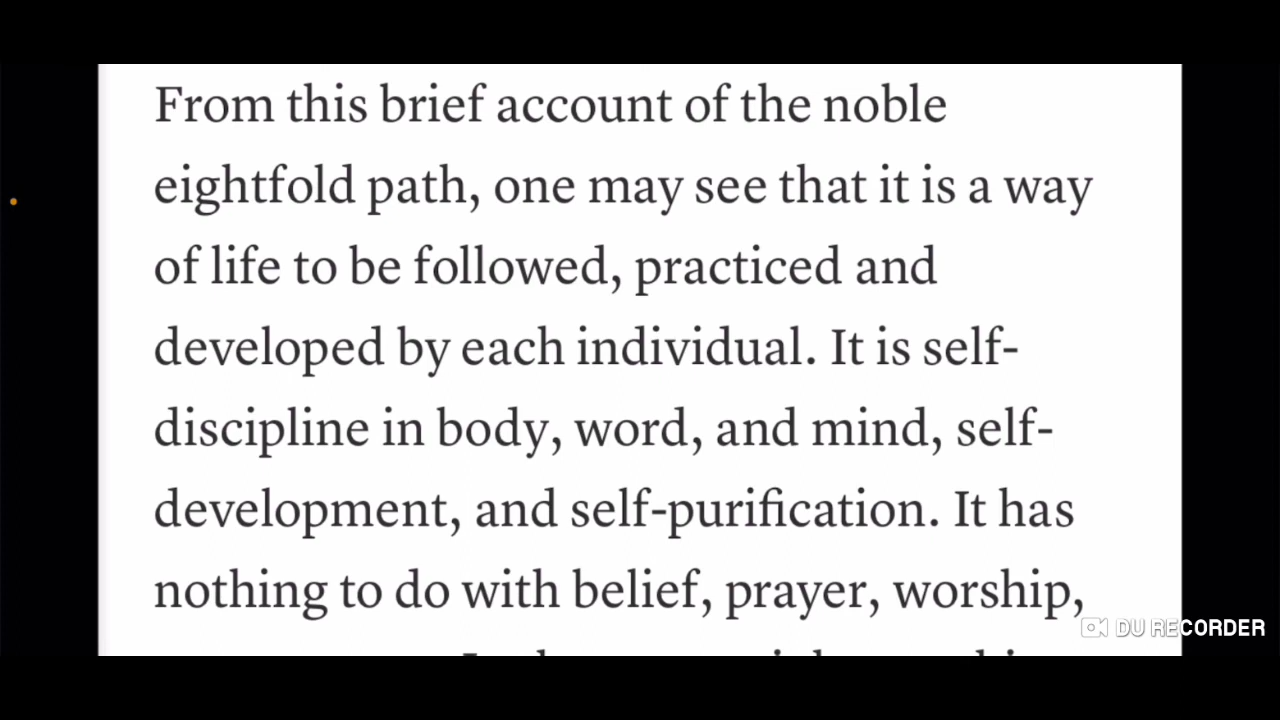 From this brief account of the noble
eightfold path, one may see that it is a way
of life to be followed, practiced and
developed by each individual. It is self-
discipline in body, word, and mind, self-
development, and self-purification. It has
nothing to do with belief, prayer, worship,
DU RECORDER